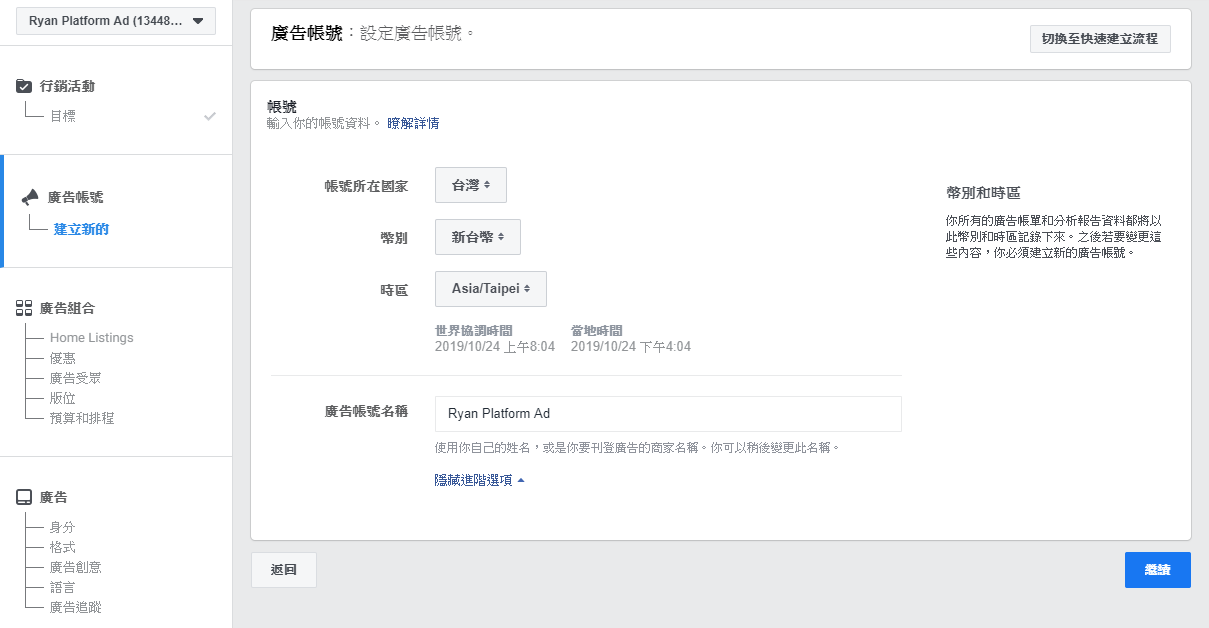 Ryan Platform Ad (13448...
行銷活動
目標
廣告帳號
建立新的
廣告組合
Home Listings
優惠
廣告受眾
版位
預算和排程
廣告
身分
格式
廣告創意
語言
廣告追蹤
廣告帳號：設定廣告帳號。
切換至快速建立流程
帳號
輸入你的帳號資料。 瞭解詳情
帳號所在國家 台灣
幣別 新台幣
時區 Asia/Taipei
世界協調時間 當地時間
2019/10/24 上午8:04 2019/10/24 下午4:04
幣別和時區
你所有的廣告帳單和分析報告資料都將以
此幣別和時區記錄下來。之後若要變更這
些內容，你必須建立新的廣告帳號。
廣告帳號名稱 Ryan Platform Ad
使用你自己的姓名，或是你要刊登廣告的商家名稱。你可以稍後變更此名稱。
隱藏進階選項
返回
繼續